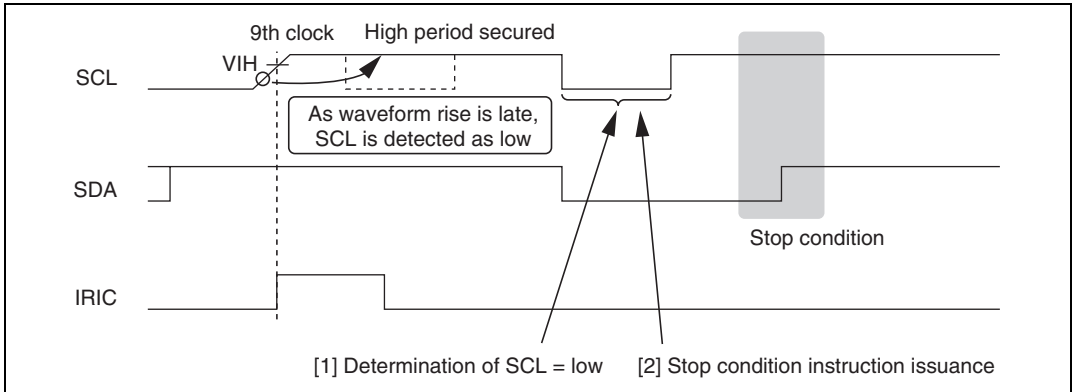 9th clock
High period secured
VIH
SCL
As waveform rise is late,
SCL is detected as low
SDA
Stop condition
IRIC
[1] Determination of SCL = low
[2] Stop condition instruction issuance